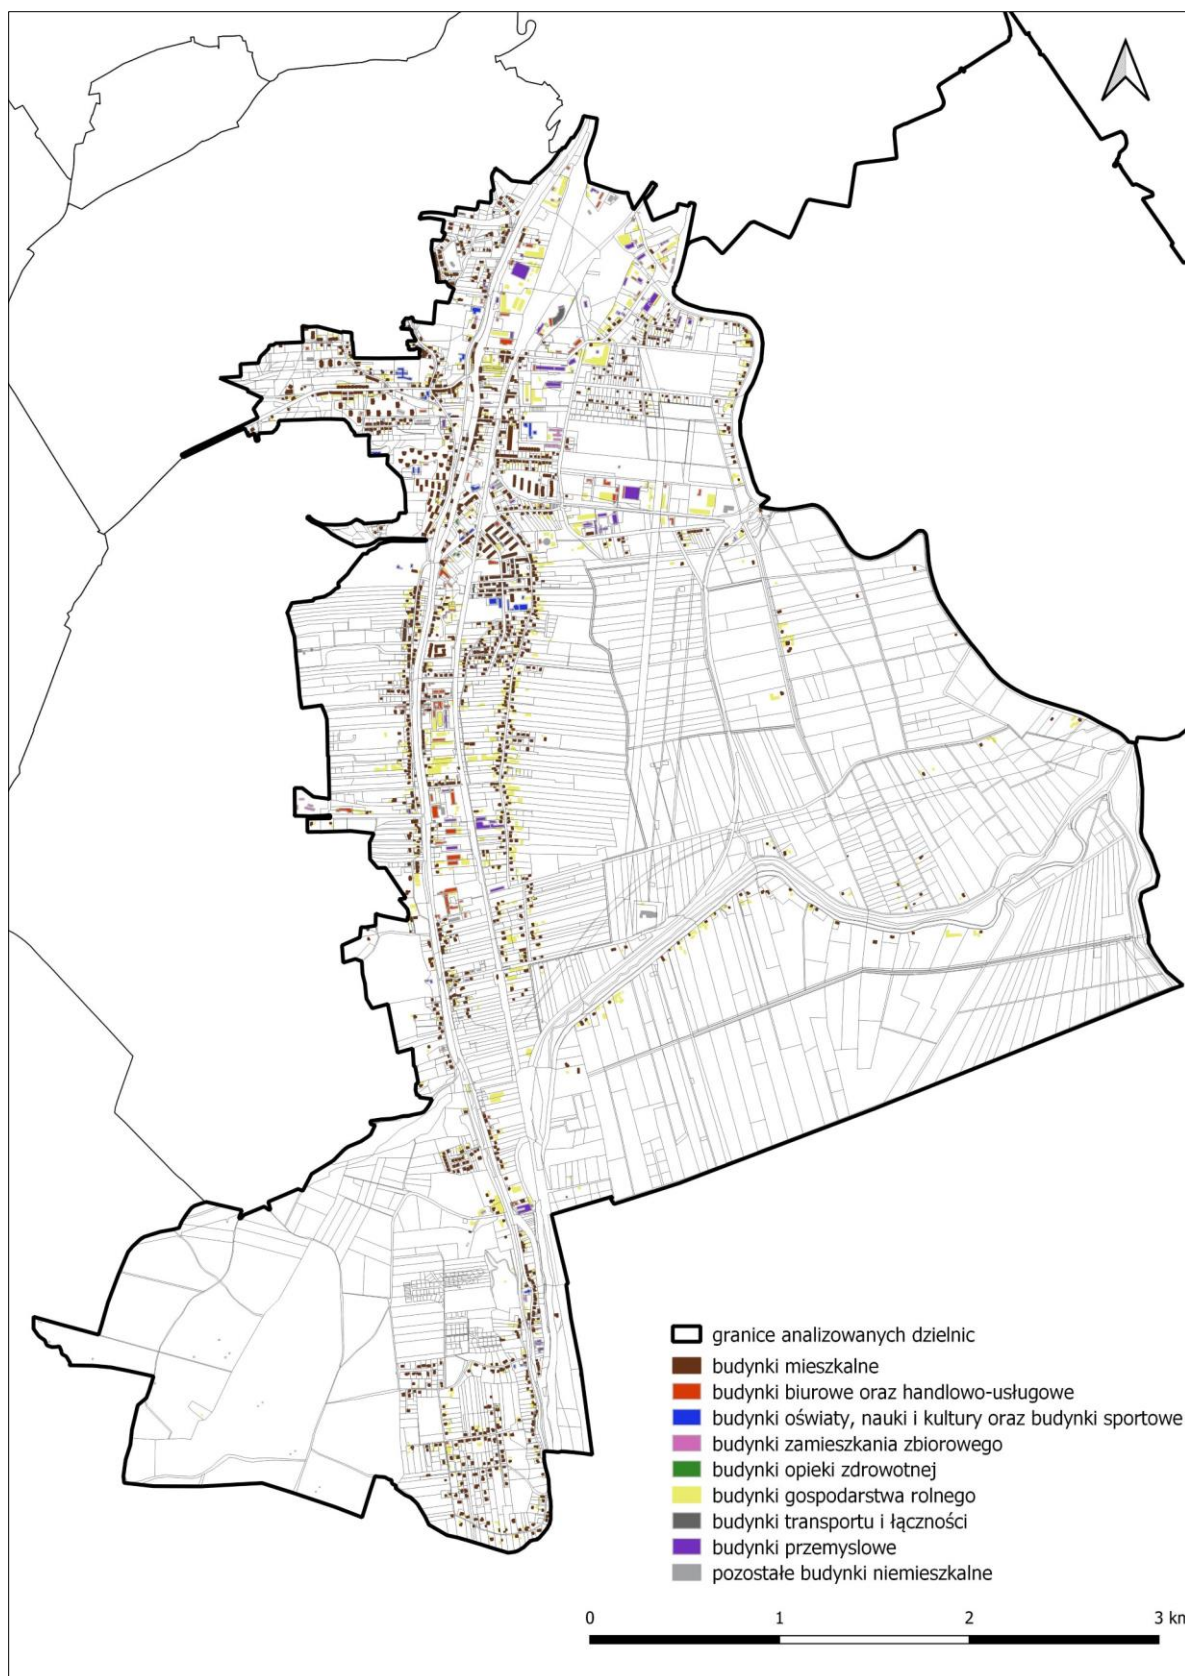 granice analizowanych dzielnic
budynki mieszkalne
budynki biurowe oraz handlowo-usługowe
budynki oświaty, nauki i kultury oraz budynki sportowe
budynki zamieszkania zbiorowego
budynki opieki zdrowotnej
budynki gospodarstwa rolnego
budynki transportu i łączności
budynki przemyslowe
pozostałe budynki niemieszkalne
0 1 2 3 km